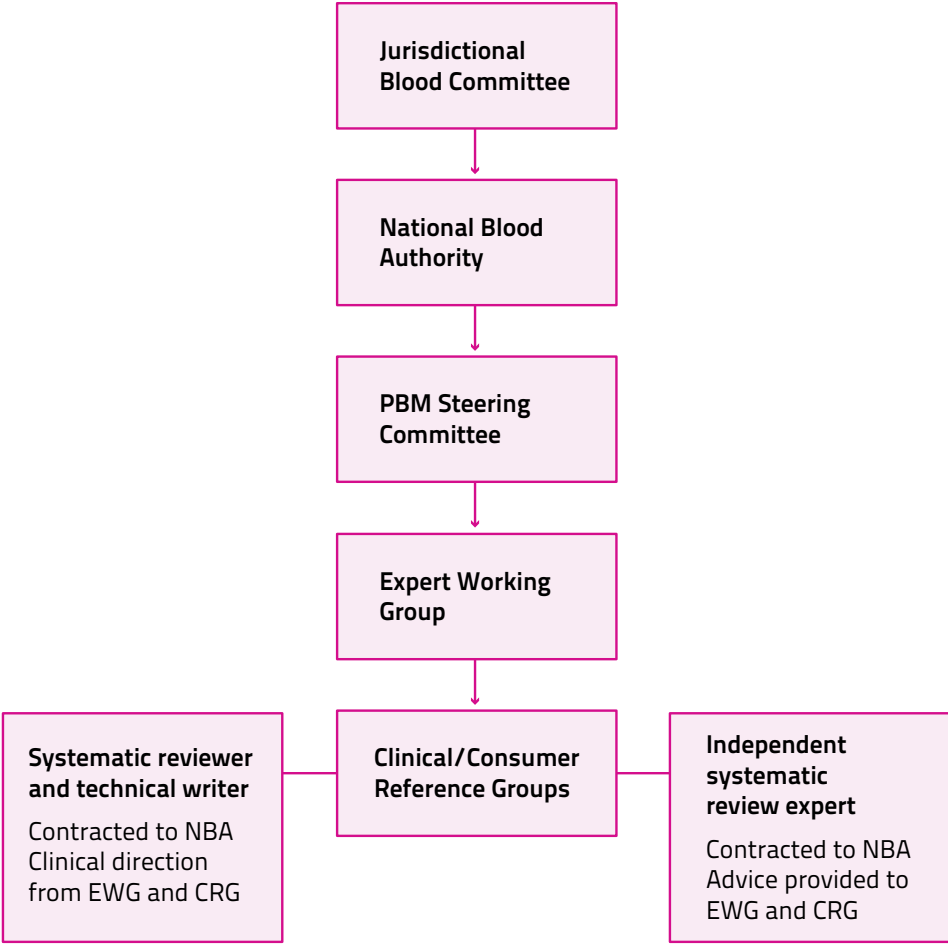 Jurisdictional
Blood Committee
National Blood
Authority
PBM Steering
Committee
Expert Working
Group
Systematic reviewer
and technical writer
Contracted to NBA
Clinical direction
from EWG and CRG
Clinical/Consumer
Reference Groups
Independent
systematic
review expert
Contracted to NBA
Advice provided to
EWG and CRG